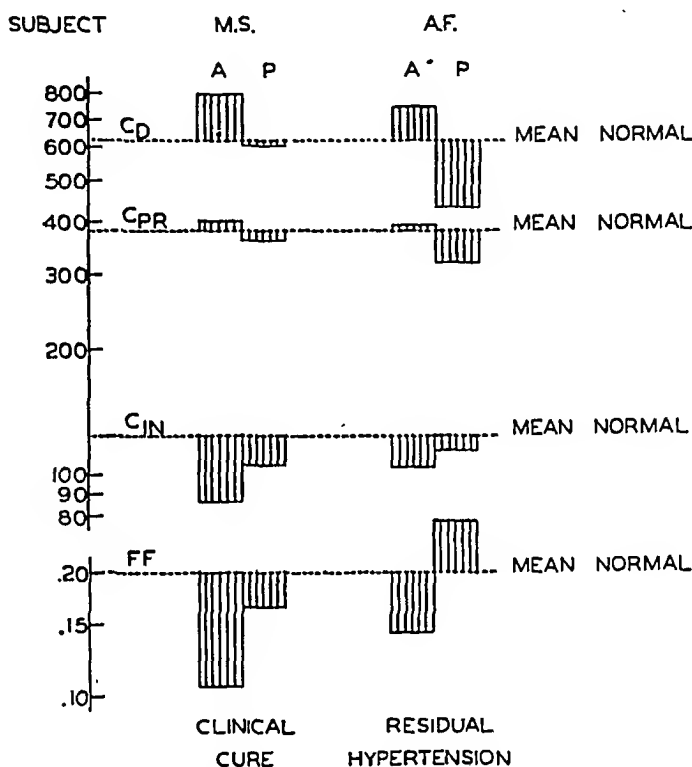 SUBJECT M.S. A.F.
A P A P
800
700
C_D MEAN NORMAL
600
500
400
C_PR MEAN NORMAL
300
200
C_IN MEAN NORMAL
100
90
80
FF
.20 MEAN NORMAL
.15
.10
CLINICAL RESIDUAL
CURE HYPERTENSION